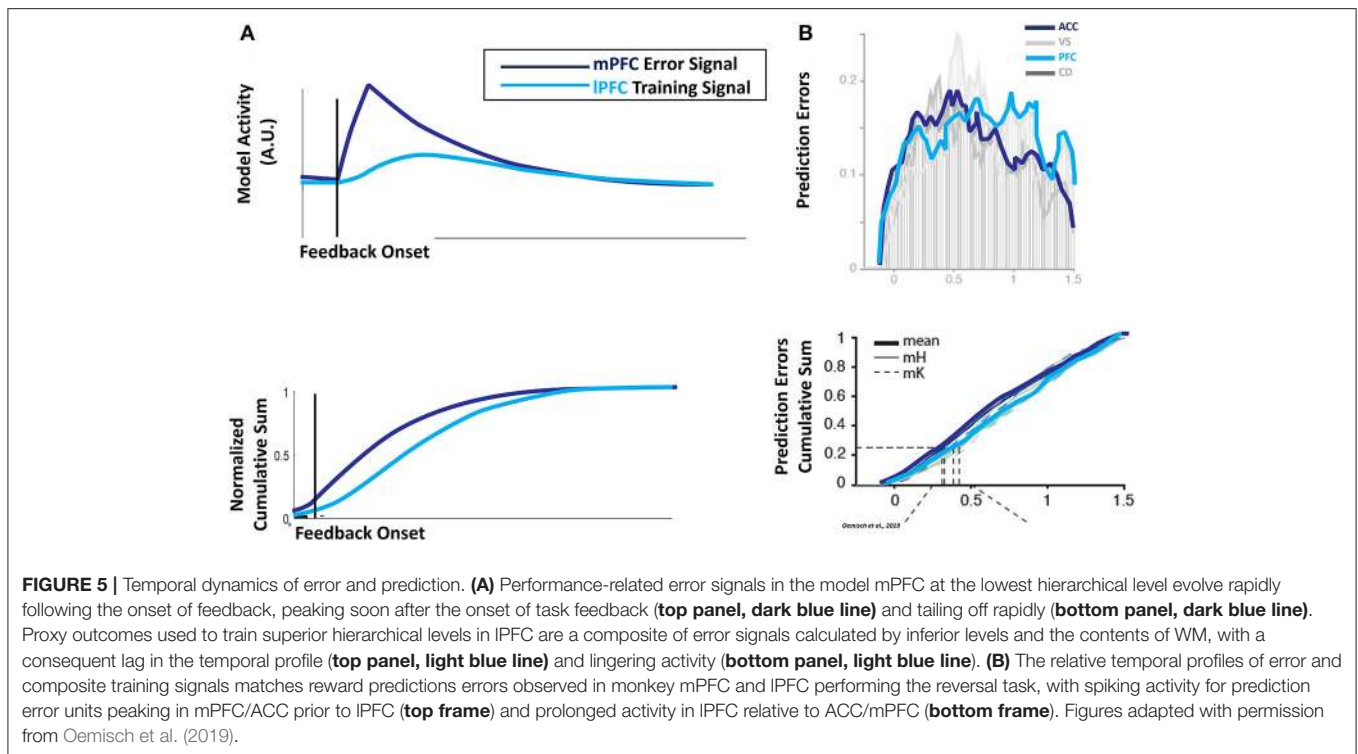 A
mPFC Error Signal
lPFC Training Signal
Model Activity
(A.U.)
Feedback Onset
B
ACC
VS
PFC
CD
Prediction Errors
0.2
0.1
0
0 0.5 1 1.5
Normalized
Cumulative Sum
1
0.5
0
Feedback Onset
Prediction Errors
Cumulative Sum
mean
mH
mK
1
0.8
0.6
0.4
0.2
0
0 0.5 1 1.5
Oemisch et al., 2019
FIGURE 5 | Temporal dynamics of error and prediction. (A) Performance-related error signals in the model mPFC at the lowest hierarchical level evolve rapidly
following the onset of feedback, peaking soon after the onset of task feedback (top panel, dark blue line) and tailing off rapidly (bottom panel, dark blue line).
Proxy outcomes used to train superior hierarchical levels in lPFC are a composite of error signals calculated by inferior levels and the contents of WM, with a
consequent lag in the temporal profile (top panel, light blue line) and lingering activity (bottom panel, light blue line). (B) The relative temporal profiles of error and
composite training signals matches reward predictions errors observed in monkey mPFC and lPFC performing the reversal task, with spiking activity for prediction
error units peaking in mPFC/ACC prior to lPFC (top frame) and prolonged activity in lPFC relative to ACC/mPFC (bottom frame). Figures adapted with permission
from Oemisch et al. (2019).